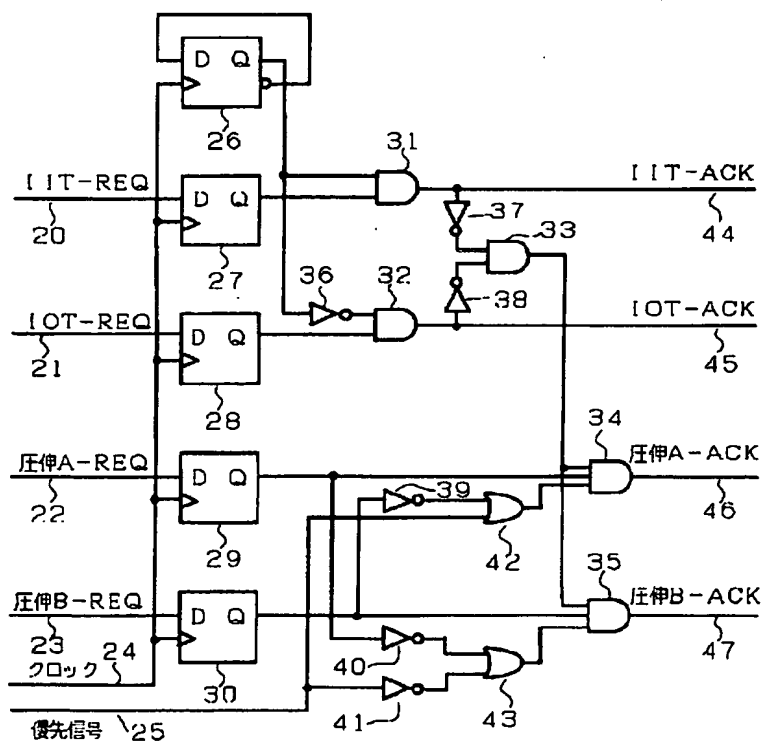 D Q
26
31
IIT-REQ
D Q
IIT-ACK
20
37
33
44
27
36
32
38
IOT-REQ
D Q
IOT-ACK
21
45
28
34
圧伸A-REQ
D Q
39
圧伸A-ACK
22
42
46
29
35
圧伸B-REQ
D Q
圧伸B-ACK
23
24
40
47
クロック
30
43
41
優先信号
25